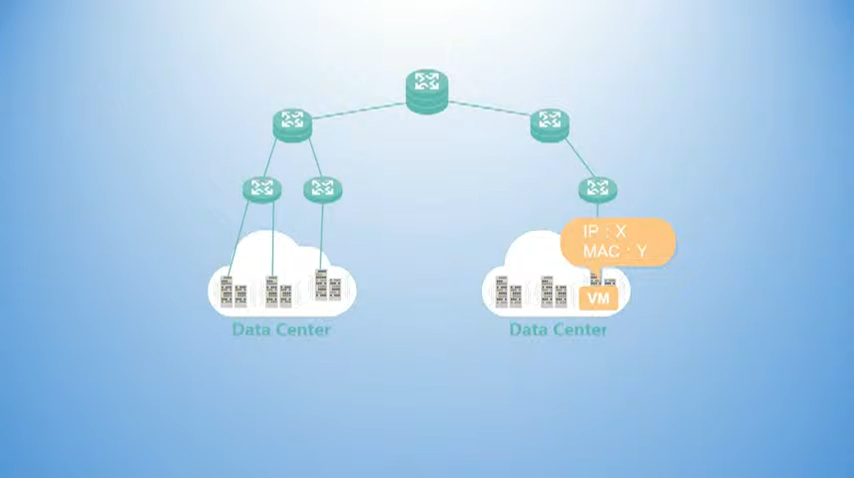 IP : X
MAC : Y
VM
Data Center
Data Center